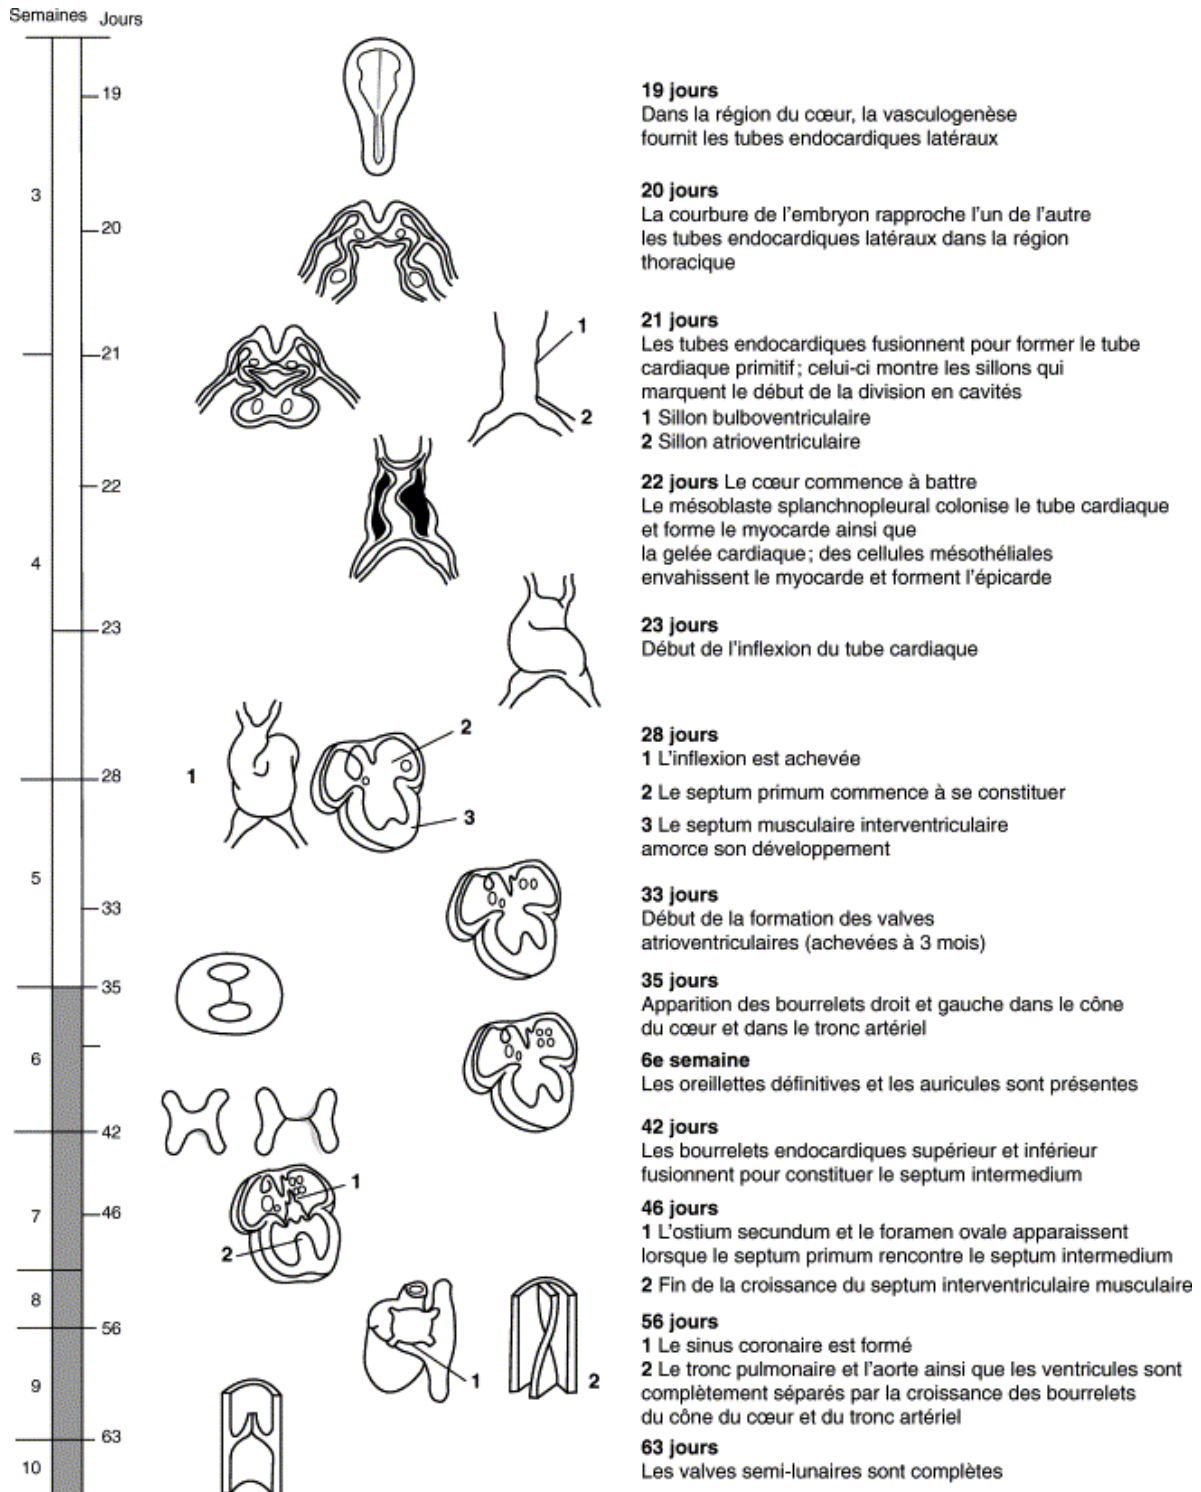 Semaines Jours
19
3
20
21
22
4
23
28
5
33
35
6
42
7
46
8
56
9
63
10
1
2
1
2
3
1
2
1
2
19 jours
Dans la région du cœur, la vasculogenèse
fournit les tubes endocardiques latéraux
20 jours
La courbure de l'embryon rapproche l'un de l'autre
les tubes endocardiques latéraux dans la région
thoracique
21 jours
Les tubes endocardiques fusionnent pour former le tube
cardiaque primitif ; celui-ci montre les sillons qui
marquent le début de la division en cavités
1 Sillon bulboventriculaire
2 Sillon atrioventriculaire
22 jours Le cœur commence à battre
Le mésoblaste splanchnopleural colonise le tube cardiaque
et forme le myocarde ainsi que
la gelée cardiaque ; des cellules mésothéliales
envahissent le myocarde et forment l'épicarde
23 jours
Début de l'inflexion du tube cardiaque
28 jours
1 L'inflexion est achevée
2 Le septum primum commence à se constituer
3 Le septum musculaire interventriculaire
amorce son développement
33 jours
Début de la formation des valves
atrioventriculaires (achevées à 3 mois)
35 jours
Apparition des bourrelets droit et gauche dans le cône
du cœur et dans le tronc artériel
6e semaine
Les oreillettes définitives et les auricules sont présentes
42 jours
Les bourrelets endocardiques supérieur et inférieur
fusionnent pour constituer le septum intermedium
46 jours
1 L'ostium secundum et le foramen ovale apparaissent
lorsque le septum primum rencontre le septum intermedium
2 Fin de la croissance du septum interventriculaire musculaire
56 jours
1 Le sinus coronaire est formé
2 Le tronc pulmonaire et l'aorte ainsi que les ventricules sont
complètement séparés par la croissance des bourrelets
du cône du cœur et du tronc artériel
63 jours
Les valves semi-lunaires sont complètes